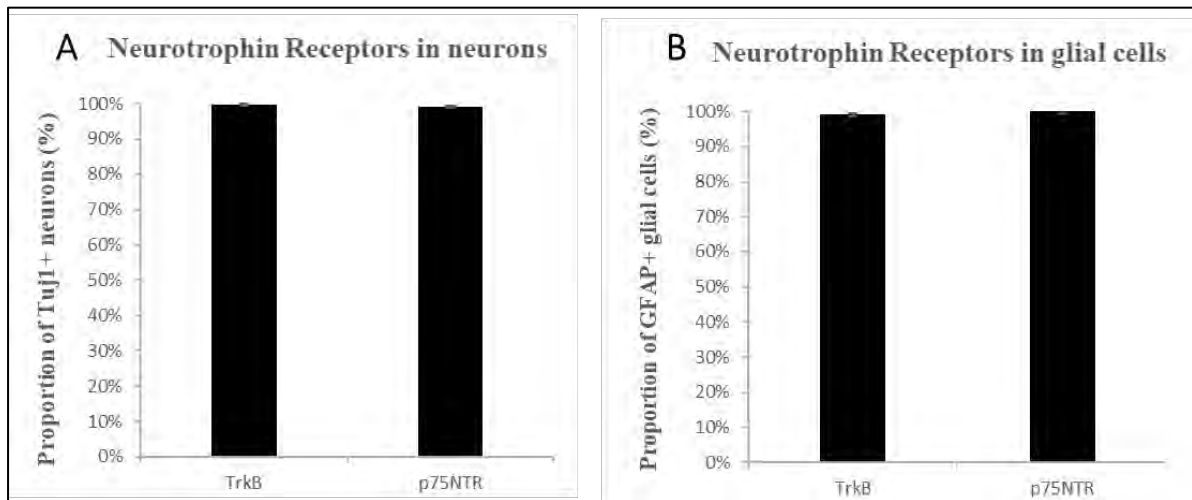 A
Neurotrophin Receptors in neurons
Proportion of Tuj1+ neurons (%)
100%
90%
80%
70%
60%
50%
40%
30%
20%
10%
0%
TrkB p75NTR
B
Neurotrophin Receptors in glial cells
Proportion of GFAP+ glial cells (%)
100%
90%
80%
70%
60%
50%
40%
30%
20%
10%
0%
TrkB p75NTR